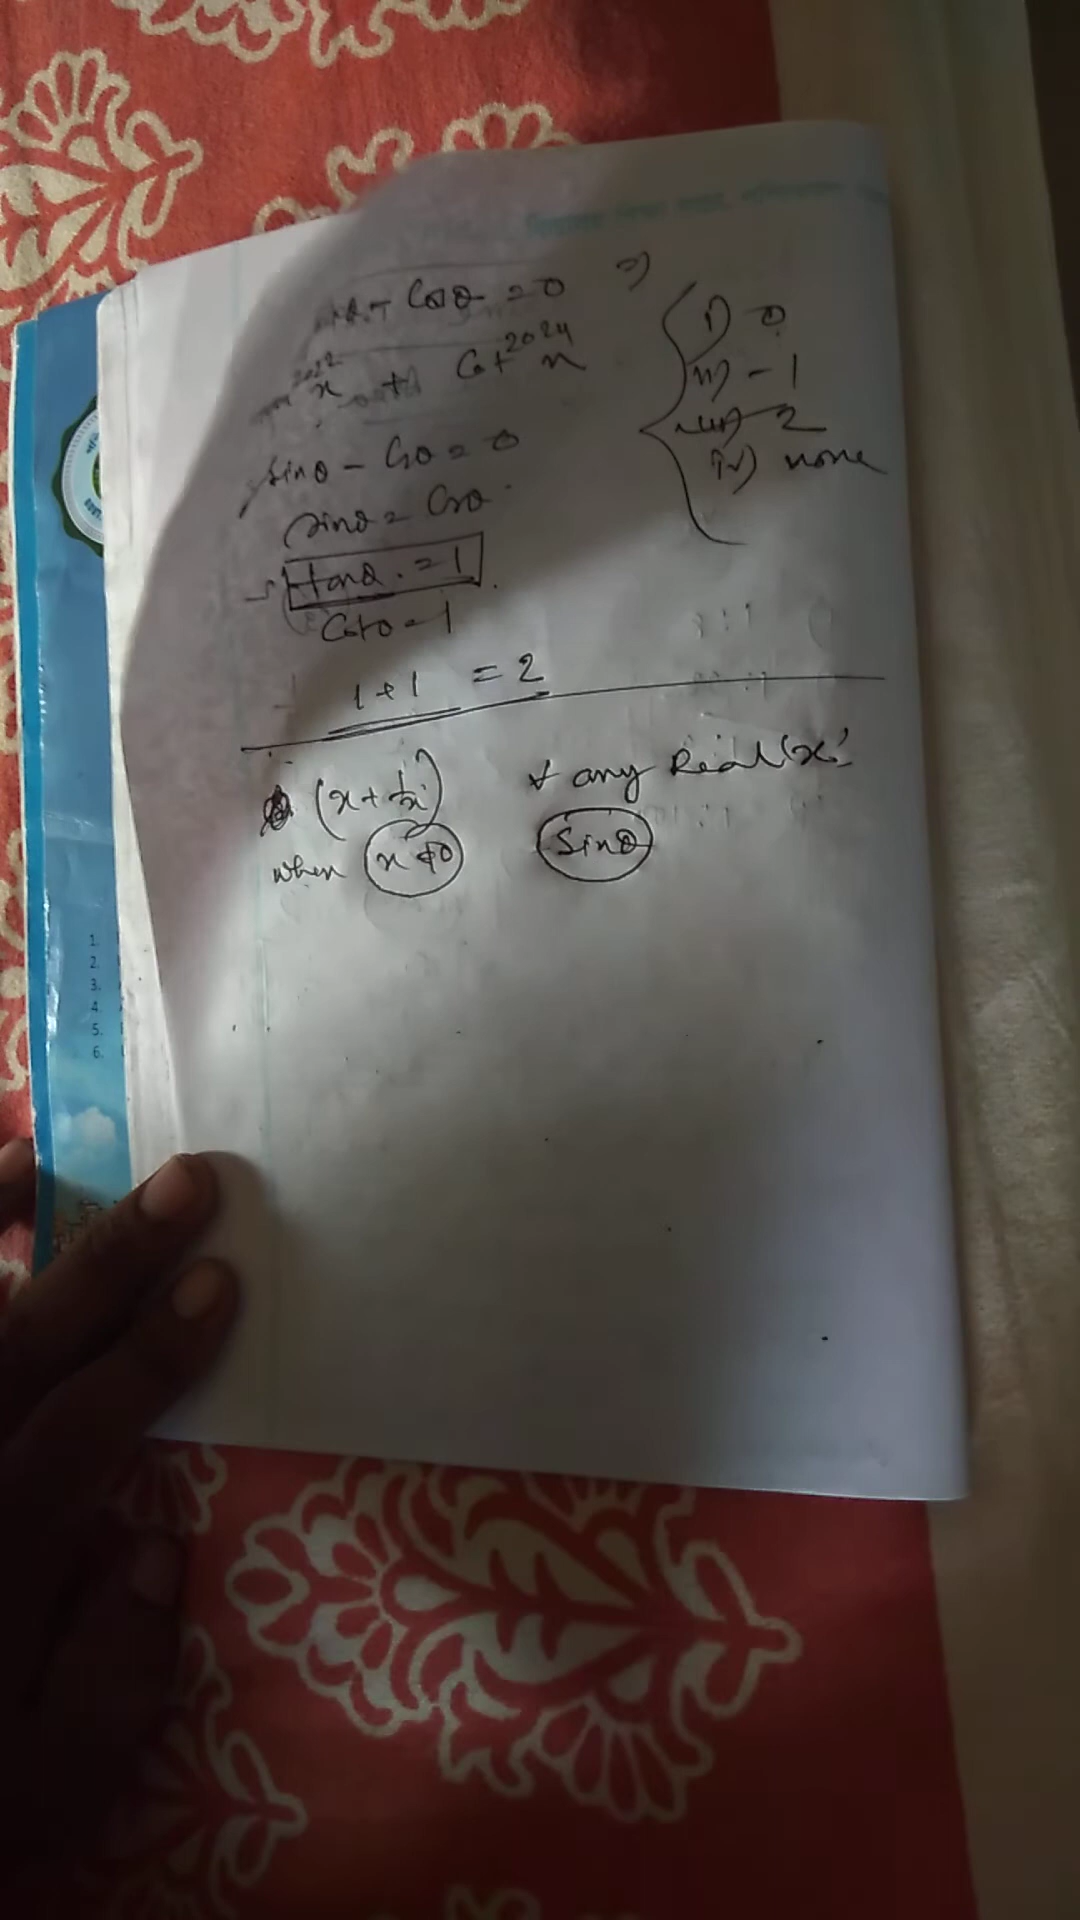 Cosθ = 0 ⇒
i) 0
2022 x + Cot^2024 x
ii) -1
iii) 2
Sinθ - Cosθ = 0
iv) none
Sinθ = Cosθ
tanθ = 1
Cotθ = 1
1 + 1 = 2
(x + 1/x) ∀ any Real 'x'
when x ≠ 0 Sinθ
1.
2.
3.
4.
5.
6.